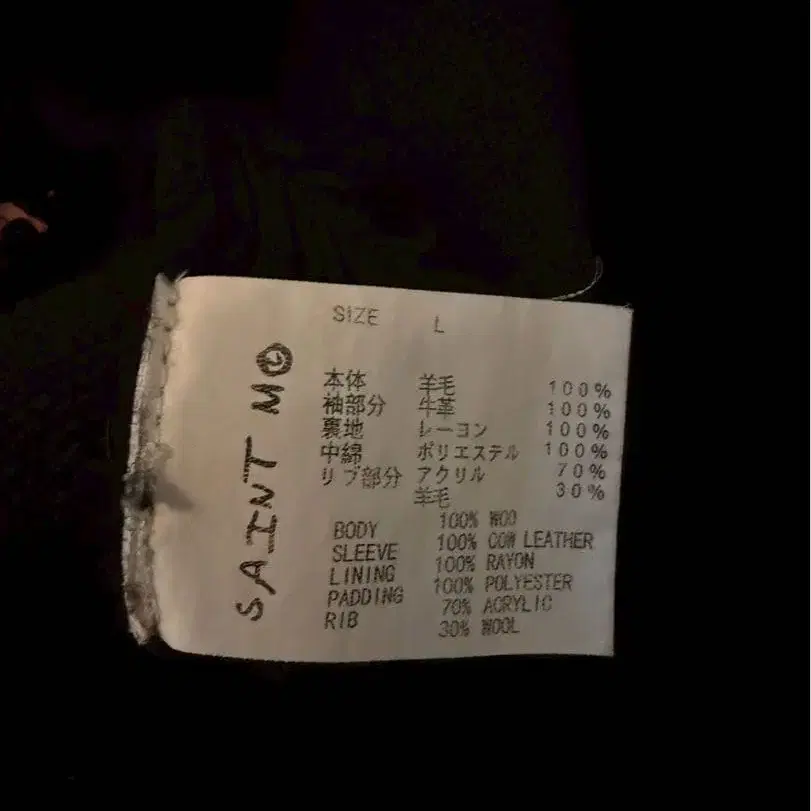 SAINT M
SIZE L
本体 羊毛 100%
袖部分 牛革 100%
裏地 レーヨン 100%
中綿 ポリエステル 100%
リブ部分 アクリル 70%
羊毛 30%
BODY 100% WOO
SLEEVE 100% COW LEATHER
LINING 100% RAYON
PADDING 100% POLYESTER
RIB 70% ACRYLIC
30% WOOL